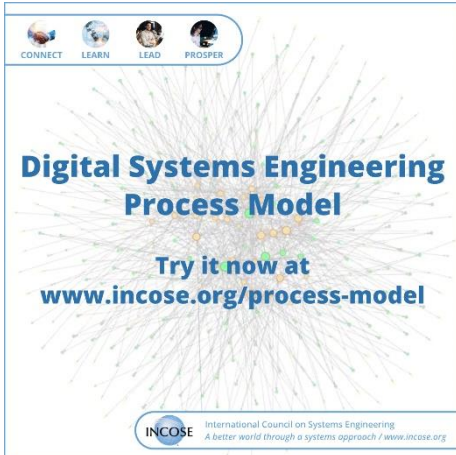 CONNECT LEARN LEAD PROSPER
Digital Systems Engineering
Process Model
Try it now at
www.incose.org/process-model
INCOSE
International Council on Systems Engineering
A better world through a systems approach / www.incose.org